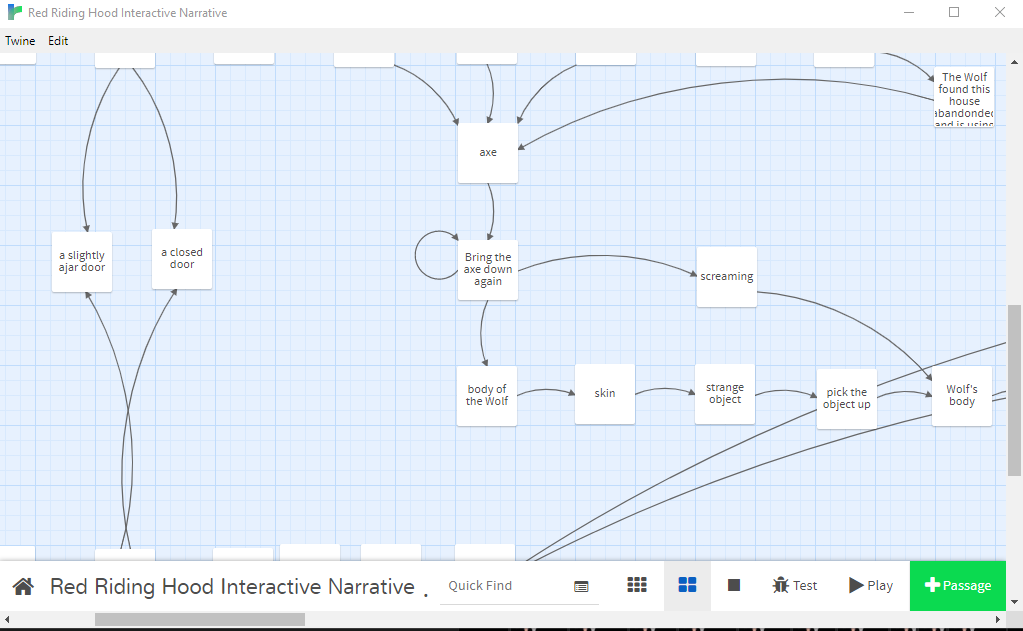 Red Riding Hood Interactive Narrative
Twine Edit
The Wolf
found this
house
abandonded
and is using
axe
a slightly
ajar door
a closed
door
Bring the
axe down
again
screaming
body of
the Wolf
skin
strange
object
pick the
object up
Wolf's
body
Red Riding Hood Interactive Narrative .
Quick Find
Test
Play
Passage